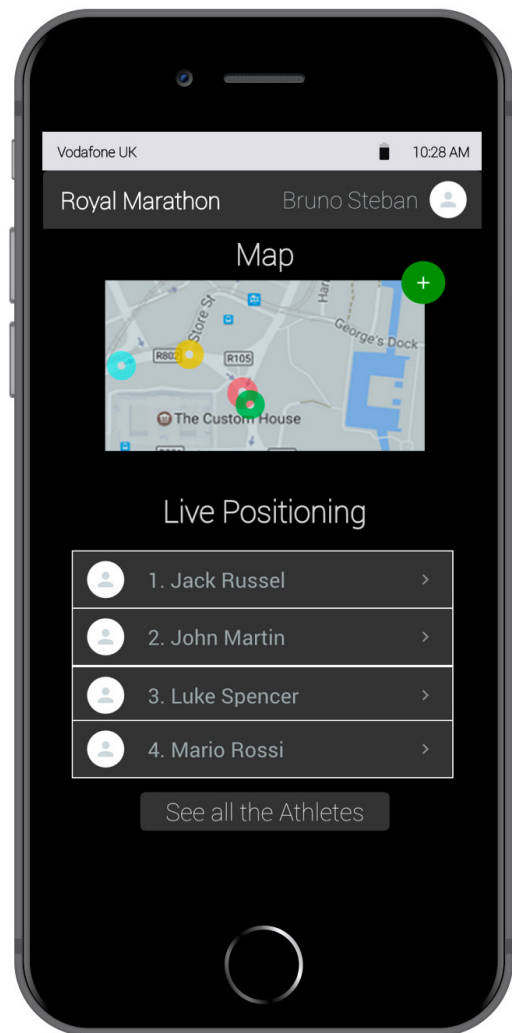 Vodafone UK 10:28 AM
Royal Marathon Bruno Steban
Map
Store St
Har
George's Dock
R802
R105
The Custom House
Live Positioning
1. Jack Russel
2. John Martin
3. Luke Spencer
4. Mario Rossi
See all the Athletes